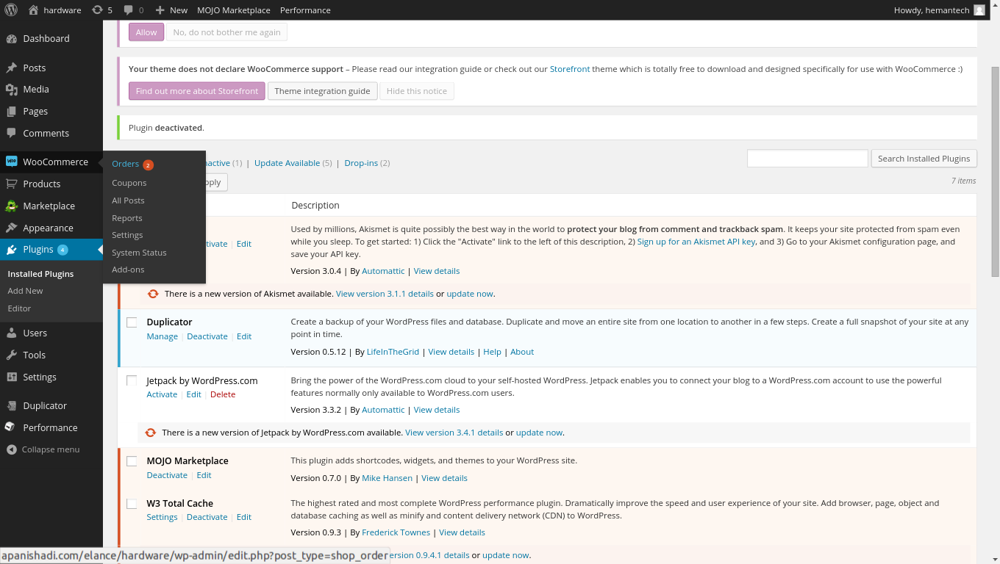 hardware 5 0 New MOJO Marketplace Performance Howdy, hemantech
Dashboard
Posts
Media
Pages
Comments
WooCommerce
Products
Marketplace
Appearance
Plugins 4
Installed Plugins
Add New
Editor
Users
Tools
Settings
Duplicator
Performance
Collapse menu
Orders 2
Coupons
All Posts
Reports
Settings
System Status
Add-ons
Allow No, do not bother me again
Your theme does not declare WooCommerce support – Please read our integration guide or check out our Storefront theme which is totally free to download and designed specifically for use with WooCommerce :)
Find out more about Storefront Theme integration guide Hide this notice
Plugin deactivated.
(1) | Update Available (5) | Drop-ins (2)
Search Installed Plugins
7 items
Description
| Edit
Used by millions, Akismet is quite possibly the best way in the world to protect your blog from comment and trackback spam. It keeps your site protected from spam even
while you sleep. To get started: 1) Click the "Activate" link to the left of this description, 2) Sign up for an Akismet API key, and 3) Go to your Akismet configuration page, and
save your API key.
Version 3.0.4 | By Automattic | View details
There is a new version of Akismet available. View version 3.1.1 details or update now.
Duplicator
Manage | Deactivate | Edit
Create a backup of your WordPress files and database. Duplicate and move an entire site from one location to another in a few steps. Create a full snapshot of your site at any
point in time.
Version 0.5.12 | By LifeInTheGrid | View details | Help | About
Jetpack by WordPress.com
Activate | Edit | Delete
Bring the power of the WordPress.com cloud to your self-hosted WordPress. Jetpack enables you to connect your blog to a WordPress.com account to use the powerful
features normally only available to WordPress.com users.
Version 3.3.2 | By Automattic | View details
There is a new version of Jetpack by WordPress.com available. View version 3.4.1 details or update now.
MOJO Marketplace
Deactivate | Edit
This plugin adds shortcodes, widgets, and themes to your WordPress site.
Version 0.7.0 | By Mike Hansen | View details
W3 Total Cache
Settings | Deactivate | Edit
The highest rated and most complete WordPress performance plugin. Dramatically improve the speed and user experience of your site. Add browser, page, object and
database caching as well as minify and content delivery network (CDN) to WordPress.
Version 0.9.3 | By Frederick Townes | View details
ersion 0.9.4.1 details or update now.
apanishadi.com/elance/hardware/wp-admin/edit.php?post_type=shop_order